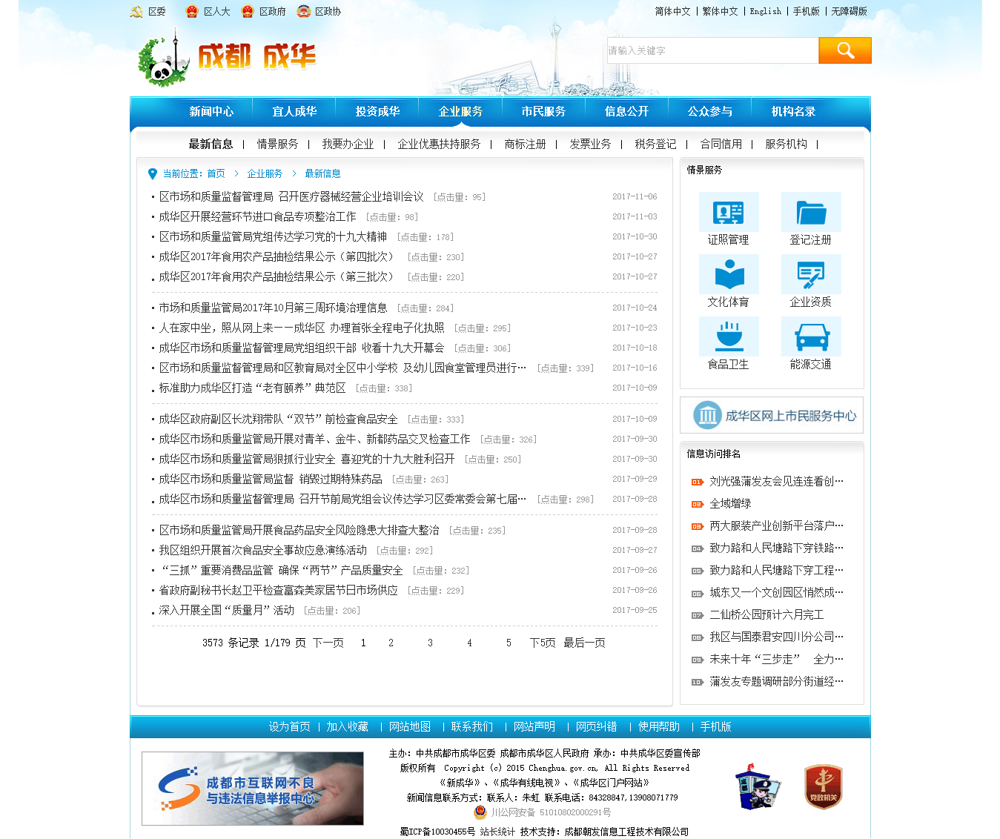 区委 区人大 区政府 区政协
简体中文 | 繁体中文 | English | 手机版 | 无障碍版
成都 成华
请输入关键字
新闻中心 宜人成华 投资成华 企业服务 市民服务 信息公开 公众参与 机构名录
最新信息 | 情景服务 | 我要办企业 | 企业优惠扶持服务 | 商标注册 | 发票业务 | 税务登记 | 合同信用 | 服务机构 |
当前位置：首页 > 企业服务 > 最新信息
区市场和质量监督管理局 召开医疗器械经营企业培训会议 [点击量：95] 2017-11-06
成华区开展经营环节进口食品专项整治工作 [点击量：98] 2017-11-03
区市场和质量监管局党组传达学习党的十九大精神 [点击量：178] 2017-10-30
成华区2017年食用农产品抽检结果公示（第四批次） [点击量：230] 2017-10-27
成华区2017年食用农产品抽检结果公示（第三批次） [点击量：220] 2017-10-27
市场和质量监管局2017年10月第三周环境治理信息 [点击量：284] 2017-10-24
人在家中坐，照从网上来——成华区 办理首张全程电子化执照 [点击量：295] 2017-10-23
成华区市场和质量监督管理局党组组织干部 收看十九大开幕会 [点击量：306] 2017-10-18
区市场和质量监督管理局和区教育局对全区中小学校 及幼儿园食堂管理员进行… [点击量：339] 2017-10-16
标准助力成华区打造“老有颐养”典范区 [点击量：338] 2017-10-09
成华区政府副区长沈翔带队“双节”前检查食品安全 [点击量：333] 2017-10-09
成华区市场和质量监管局开展对青羊、金牛、新都药品交叉检查工作 [点击量：326] 2017-09-30
成华区市场和质量监管局狠抓行业安全 喜迎党的十九大胜利召开 [点击量：250] 2017-09-30
成华区市场和质量监管局监督 销毁过期特殊药品 [点击量：263] 2017-09-29
成华区市场和质量监督管理局 召开节前局党组会议传达学习区委常委会第七届… [点击量：298] 2017-09-28
区市场和质量监管局开展食品药品安全风险隐患大排查大整治 [点击量：235] 2017-09-28
我区组织开展首次食品安全事故应急演练活动 [点击量：292] 2017-09-27
“三抓”重要消费品监管 确保“两节”产品质量安全 [点击量：232] 2017-09-26
省政府副秘书长赵卫平检查富森美家居节日市场供应 [点击量：229] 2017-09-26
深入开展全国“质量月”活动 [点击量：206] 2017-09-25
3573 条记录 1/179 页 下一页 1 2 3 4 5 下5页 最后一页
情景服务
证照管理 登记注册
文化体育 企业资质
食品卫生 能源交通
成华区网上市民服务中心
信息访问排名
01 刘光强蒲发友会见连连看创…
02 全域增绿
03 两大服装产业创新平台落户…
04 致力路和人民塘路下穿铁路…
05 致力路和人民塘路下穿工程…
06 城东又一个文创园区悄然成…
07 二仙桥公园预计六月完工
08 我区与国泰君安四川分公司…
09 未来十年“三步走” 全力…
10 蒲发友专题调研部分街道经…
设为首页 | 加入收藏 | 网站地图 | 联系我们 | 网站声明 | 网页纠错 | 使用帮助 | 手机版
成都市互联网不良
与违法信息举报中心
主办：中共成都市成华区委 成都市成华区人民政府 承办：中共成华区委宣传部
版权所有 Copyright (c) 2015 Chenghua.gov.cn, All Rights Reserved
《新成华》、《成华有线电视》、《成华区门户网站》
新闻信息联系方式：联系人：朱虹 联系电话：84328847,13908071779
川公网安备 51010802000291号
蜀ICP备10030455号 站长统计 技术支持：成都朝发信息工程技术有限公司
党政机关